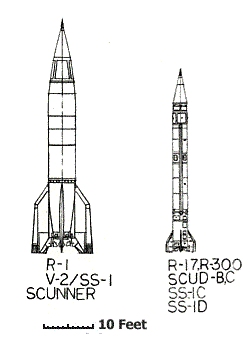 R-1
V-2/SS-1
SCUNNER
R-17,R-300
SCUD-B,C
SS-1C
SS-1D
10 Feet